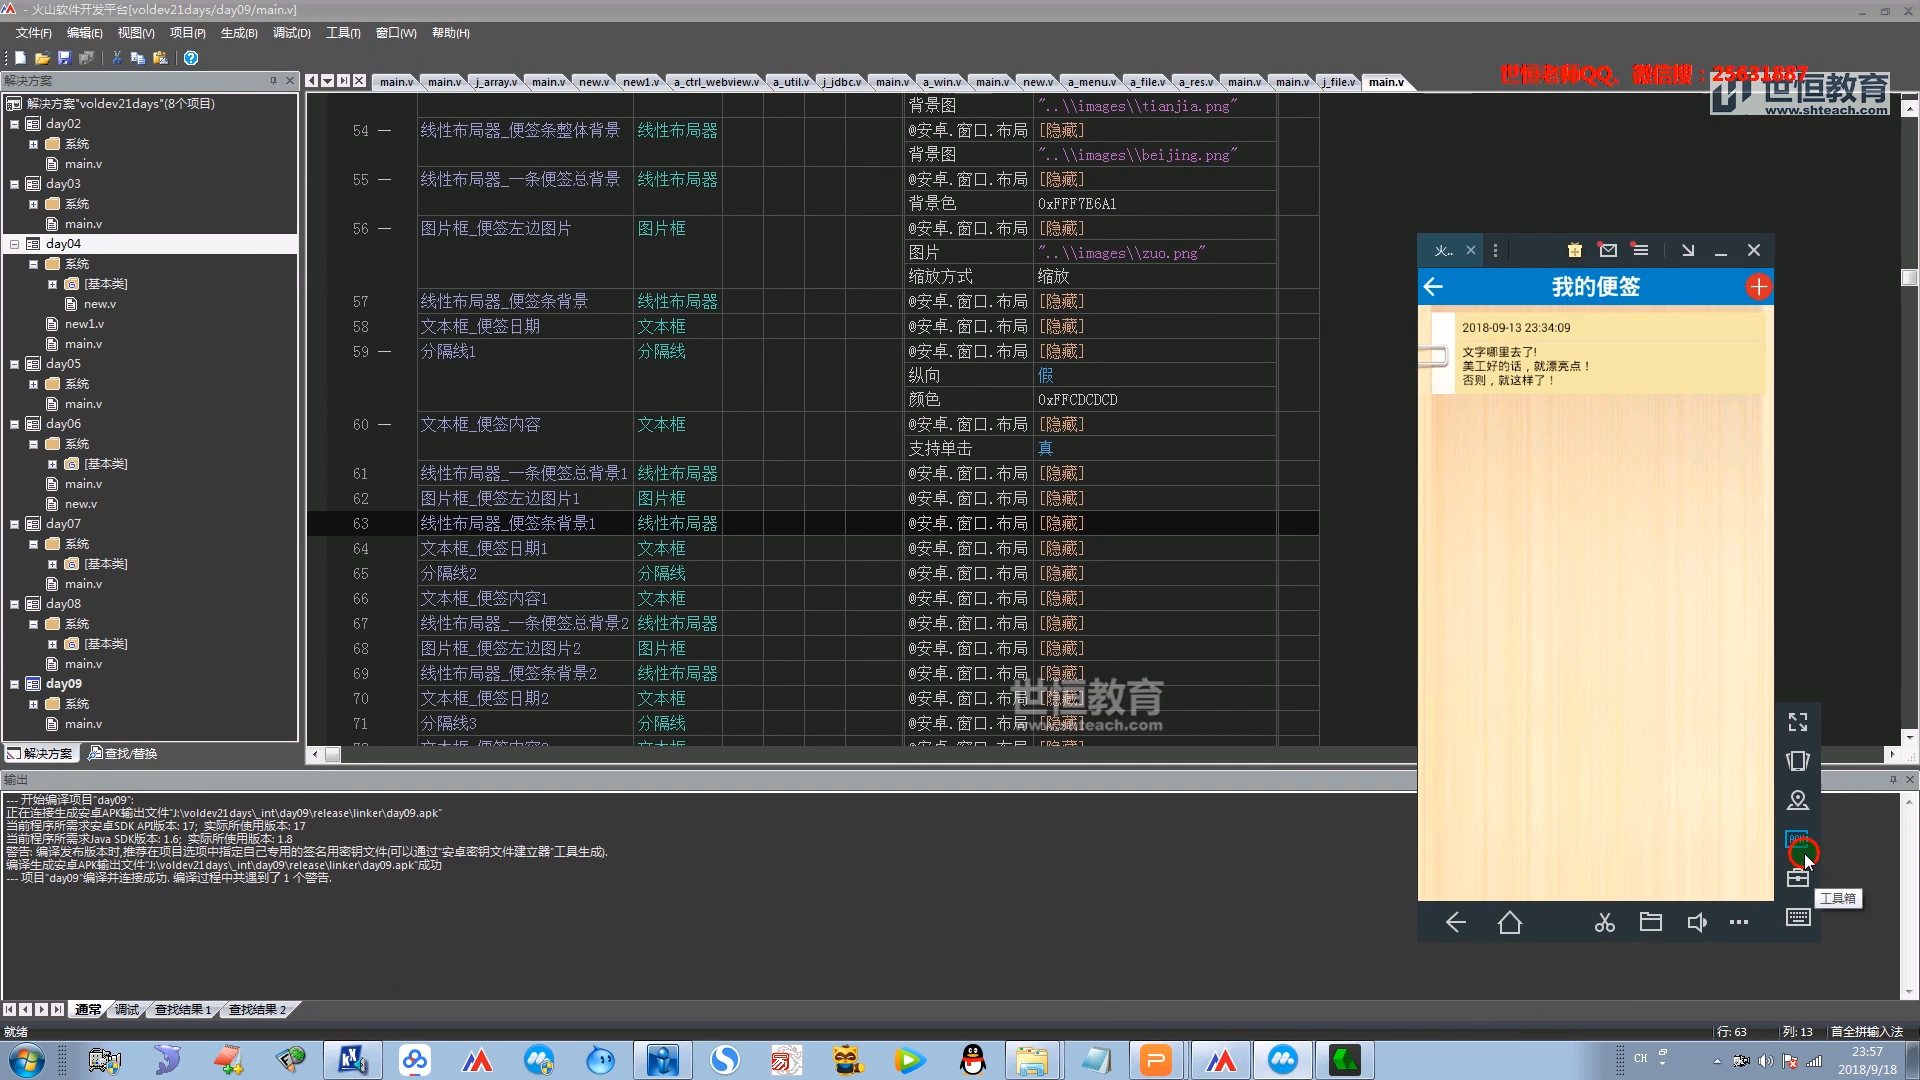 - 火山软件开发平台[voldev21days/day09/main.v]
文件(F) 编辑(E) 视图(V) 项目(P) 生成(B) 调试(D) 工具(T) 窗口(W) 帮助(H)
解决方案
main.v main.v j_array.v main.v new.v new1.v a_ctrl_webview.v a_util.v j_jdbc.v main.v a_win.v main.v new.v a_menu.v a_file.v a_res.v main.v main.v j_file.v main.v
世恒老师QQ、微信搜:25631887
世恒教育
www.shteach.com
解决方案"voldev21days"(8个项目)
day02
系统
main.v
day03
系统
main.v
day04
系统
[基本类]
new.v
new1.v
main.v
day05
系统
main.v
day06
系统
[基本类]
main.v
new.v
day07
系统
[基本类]
main.v
day08
系统
[基本类]
main.v
day09
系统
main.v
解决方案 查找/替换
背景图 "..\\images\\tianjia.png"
54 线性布局器_便签条整体背景 线性布局器 @安卓.窗口.布局 [隐藏]
背景图 "..\\images\\beijing.png"
55 线性布局器_一条便签总背景 线性布局器 @安卓.窗口.布局 [隐藏]
背景色 0xFFF7E6A1
56 图片框_便签左边图片 图片框 @安卓.窗口.布局 [隐藏]
图片 "..\\images\\zuo.png"
缩放方式 缩放
57 线性布局器_便签条背景 线性布局器 @安卓.窗口.布局 [隐藏]
58 文本框_便签日期 文本框 @安卓.窗口.布局 [隐藏]
59 分隔线1 分隔线 @安卓.窗口.布局 [隐藏]
纵向 假
颜色 0xFFCDCDCD
60 文本框_便签内容 文本框 @安卓.窗口.布局 [隐藏]
支持单击 真
61 线性布局器_一条便签总背景1 线性布局器 @安卓.窗口.布局 [隐藏]
62 图片框_便签左边图片1 图片框 @安卓.窗口.布局 [隐藏]
63 线性布局器_便签条背景1 线性布局器 @安卓.窗口.布局 [隐藏]
64 文本框_便签日期1 文本框 @安卓.窗口.布局 [隐藏]
65 分隔线2 分隔线 @安卓.窗口.布局 [隐藏]
66 文本框_便签内容1 文本框 @安卓.窗口.布局 [隐藏]
67 线性布局器_一条便签总背景2 线性布局器 @安卓.窗口.布局 [隐藏]
68 图片框_便签左边图片2 图片框 @安卓.窗口.布局 [隐藏]
69 线性布局器_便签条背景2 线性布局器 @安卓.窗口.布局 [隐藏]
70 文本框_便签日期2 文本框 @安卓.窗口.布局 [隐藏]
71 分隔线3 分隔线 @安卓.窗口.布局 [隐藏]
世恒教育
www.shteach.com
火..
我的便签
2018-09-13 23:34:09
文字哪里去了!
美工好的话，就漂亮点！
否则，就这样了！
工具箱
输出
--- 开始编译项目"day09":
正在连接生成安卓APK输出文件"J:\voldev21days\_int\day09\release\linker\day09.apk"
当前程序所需求安卓SDK API版本: 17; 实际所使用版本: 17
当前程序所需求Java SDK版本: 1.6; 实际所使用版本: 1.8
警告: 编译发布版本时,推荐在项目选项中指定自己专用的签名用密钥文件(可以通过"安卓密钥文件建立器"工具生成).
编译生成安卓APK输出文件"J:\voldev21days\_int\day09\release\linker\day09.apk"成功
--- 项目"day09"编译并连接成功. 编译过程中共遇到了 1 个警告.
通常 调试 查找结果1 查找结果2
就绪
行: 63 列: 13 首全拼输入法
CH
23:57
2018/9/18